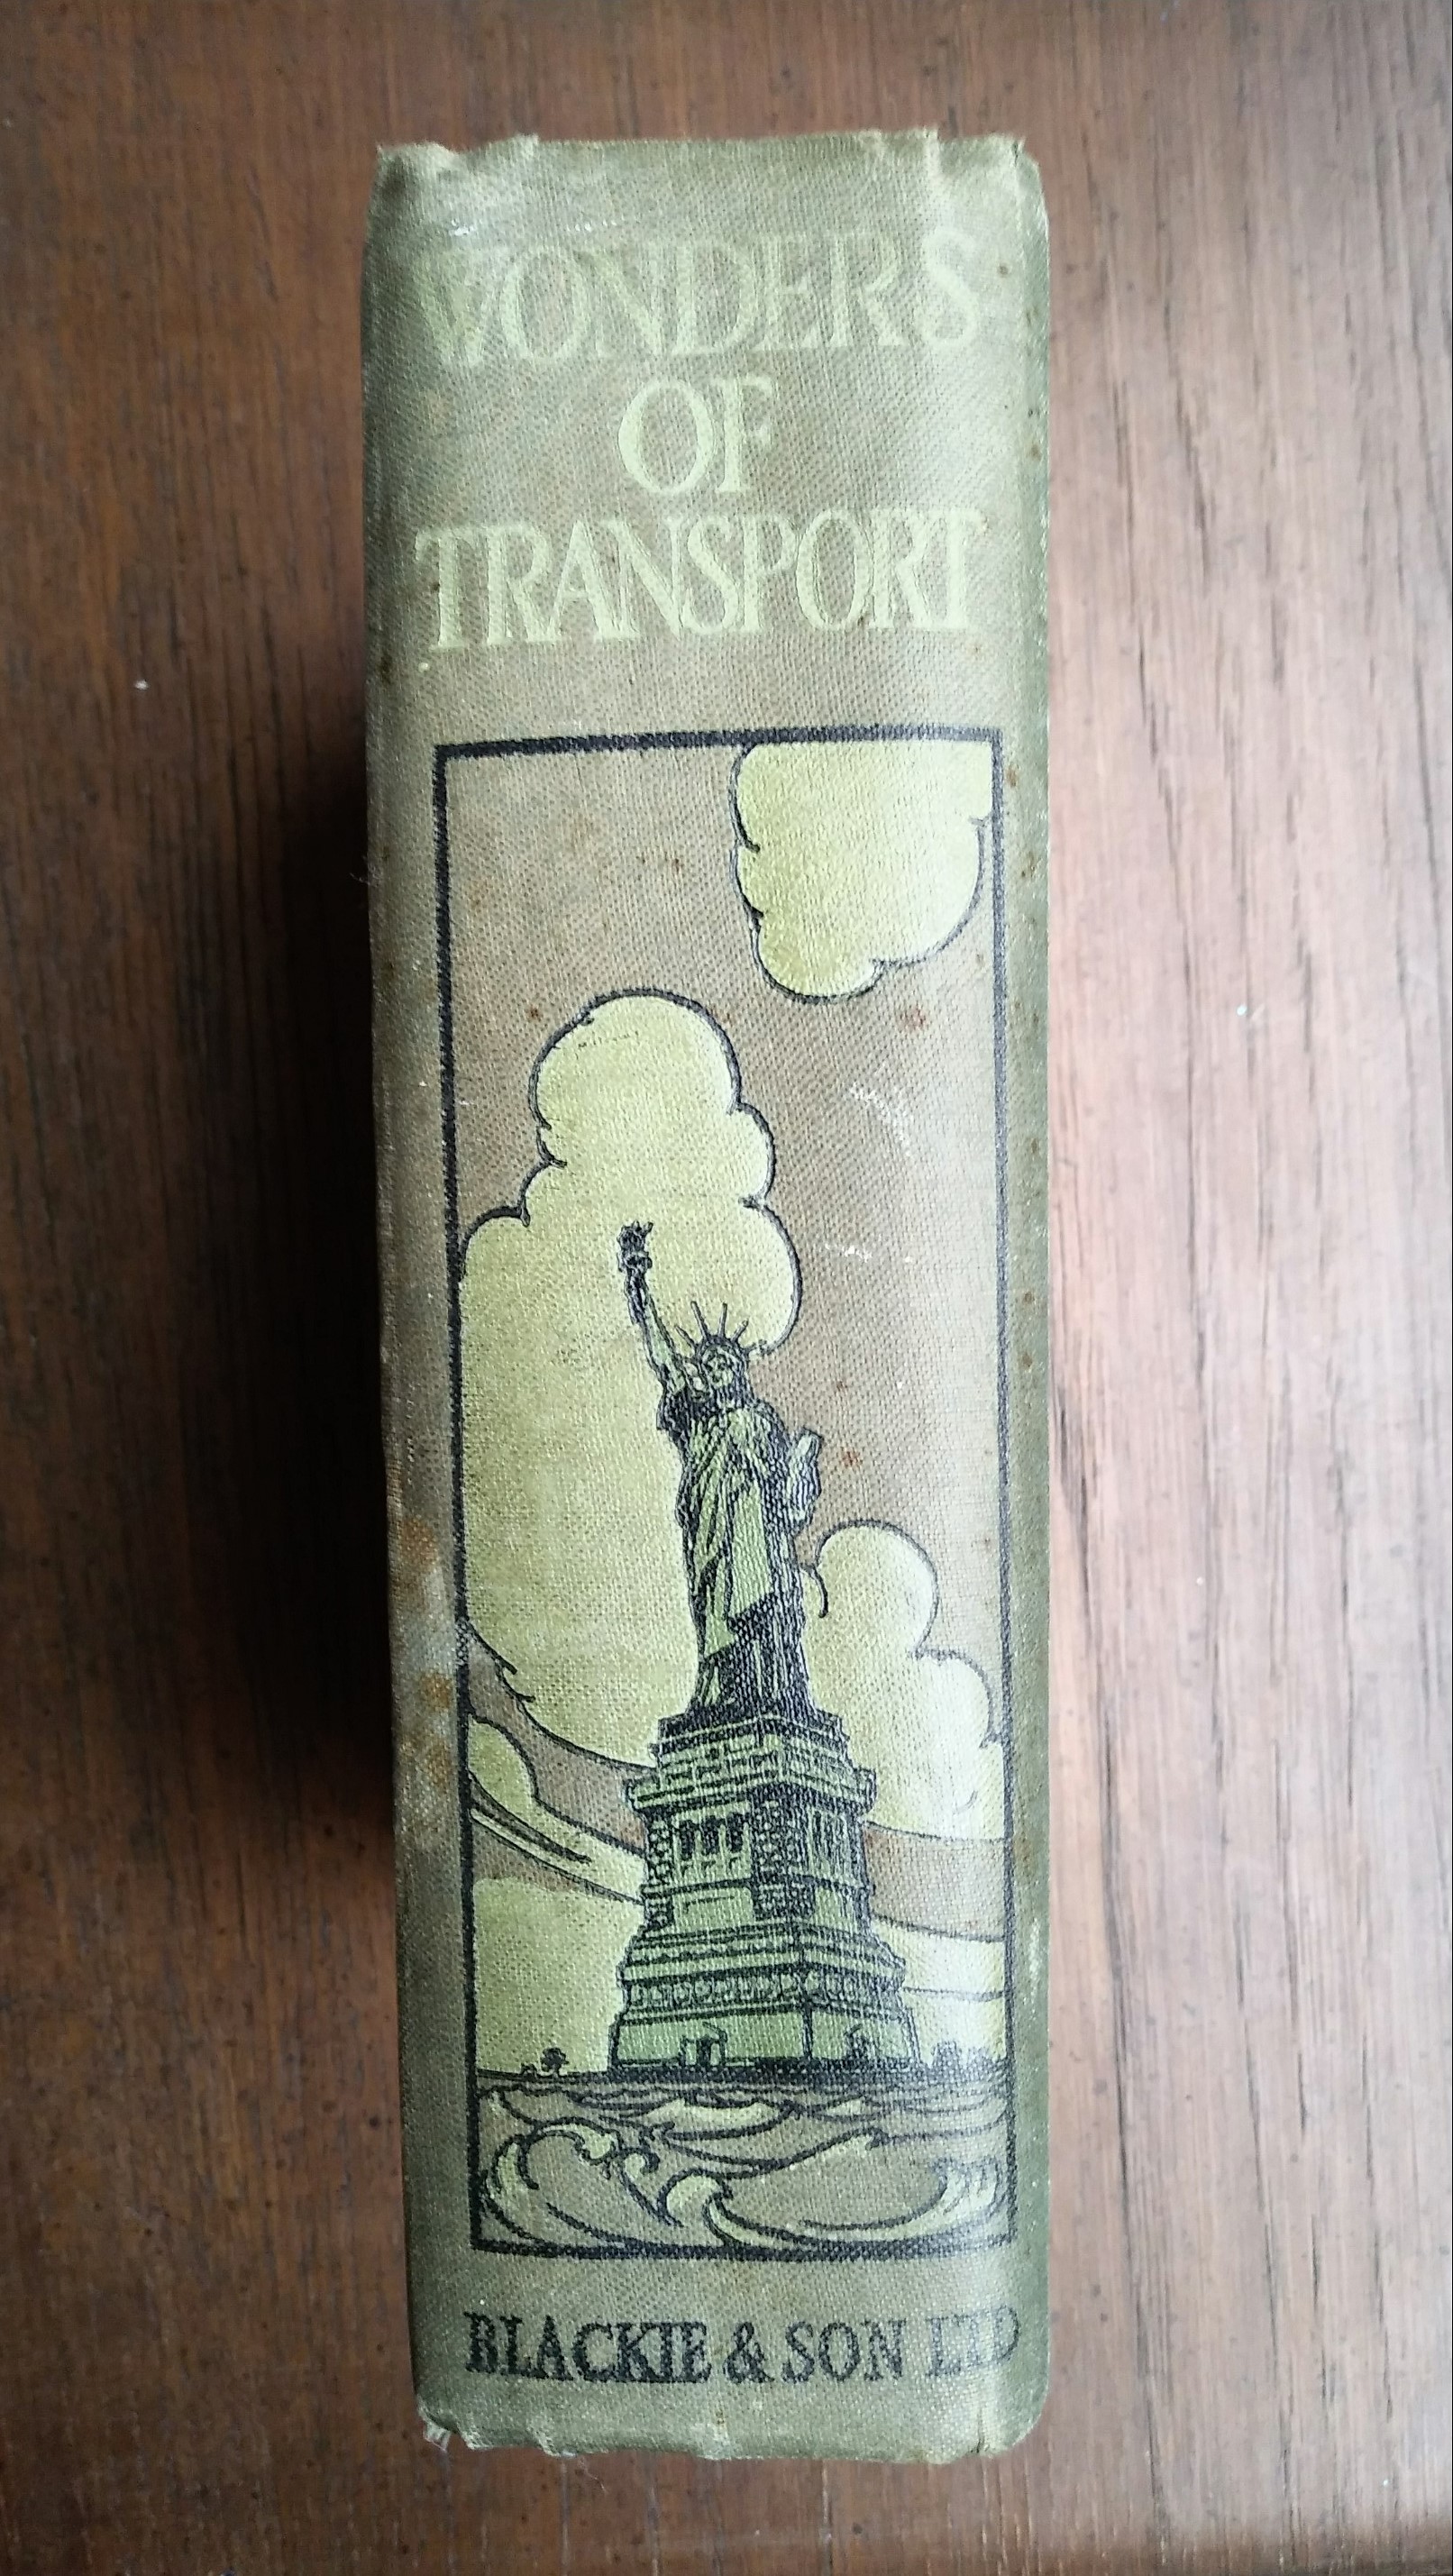 WONDERS
OF
TRANSPORT
BLACKIE & SON LTD